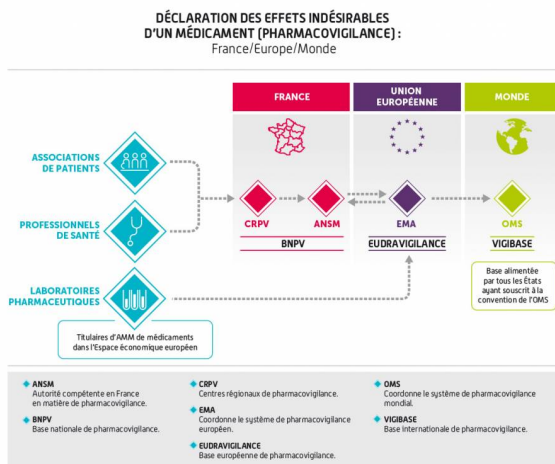 DÉCLARATION DES EFFETS INDÉSIRABLES
D'UN MÉDICAMENT (PHARMACOVIGILANCE) :
France/Europe/Monde
FRANCE
UNION
EUROPÉENNE
MONDE
ASSOCIATIONS
DE PATIENTS
PROFESSIONNELS
DE SANTÉ
CRPV
ANSM
EMA
OMS
BNPV
EUDRAVIGILANCE
VIGIBASE
Base alimentée
par tous les États
ayant souscrit à la
convention de l'OMS
LABORATOIRES
PHARMACEUTIQUES
Titulaires d'AMM de médicaments
dans l'Espace économique européen
ANSM
Autorité compétente en France
en matière de pharmacovigilance.
BNPV
Base nationale de pharmacovigilance.
CRPV
Centres régionaux de pharmacovigilance.
EMA
Coordonne le système de pharmacovigilance
européen.
EUDRAVIGILANCE
Base européenne de pharmacovigilance.
OMS
Coordonne le système de pharmacovigilance
mondial.
VIGIBASE
Base internationale de pharmacovigilance.